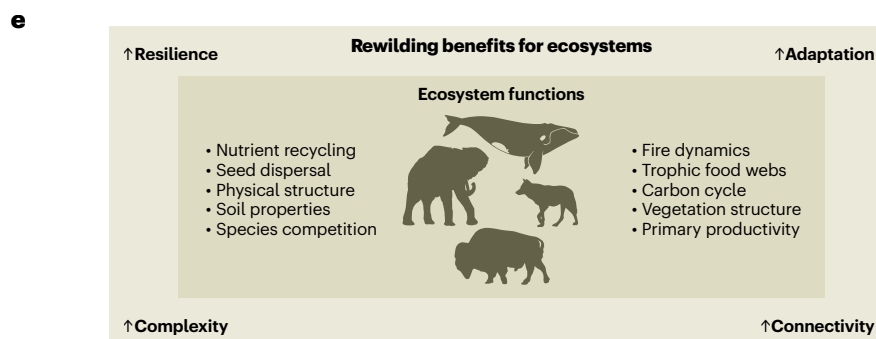 e
Rewilding benefits for ecosystems
↑Resilience
↑Adaptation
Ecosystem functions
• Nutrient recycling
• Seed dispersal
• Physical structure
• Soil properties
• Species competition
• Fire dynamics
• Trophic food webs
• Carbon cycle
• Vegetation structure
• Primary productivity
↑Complexity
↑Connectivity